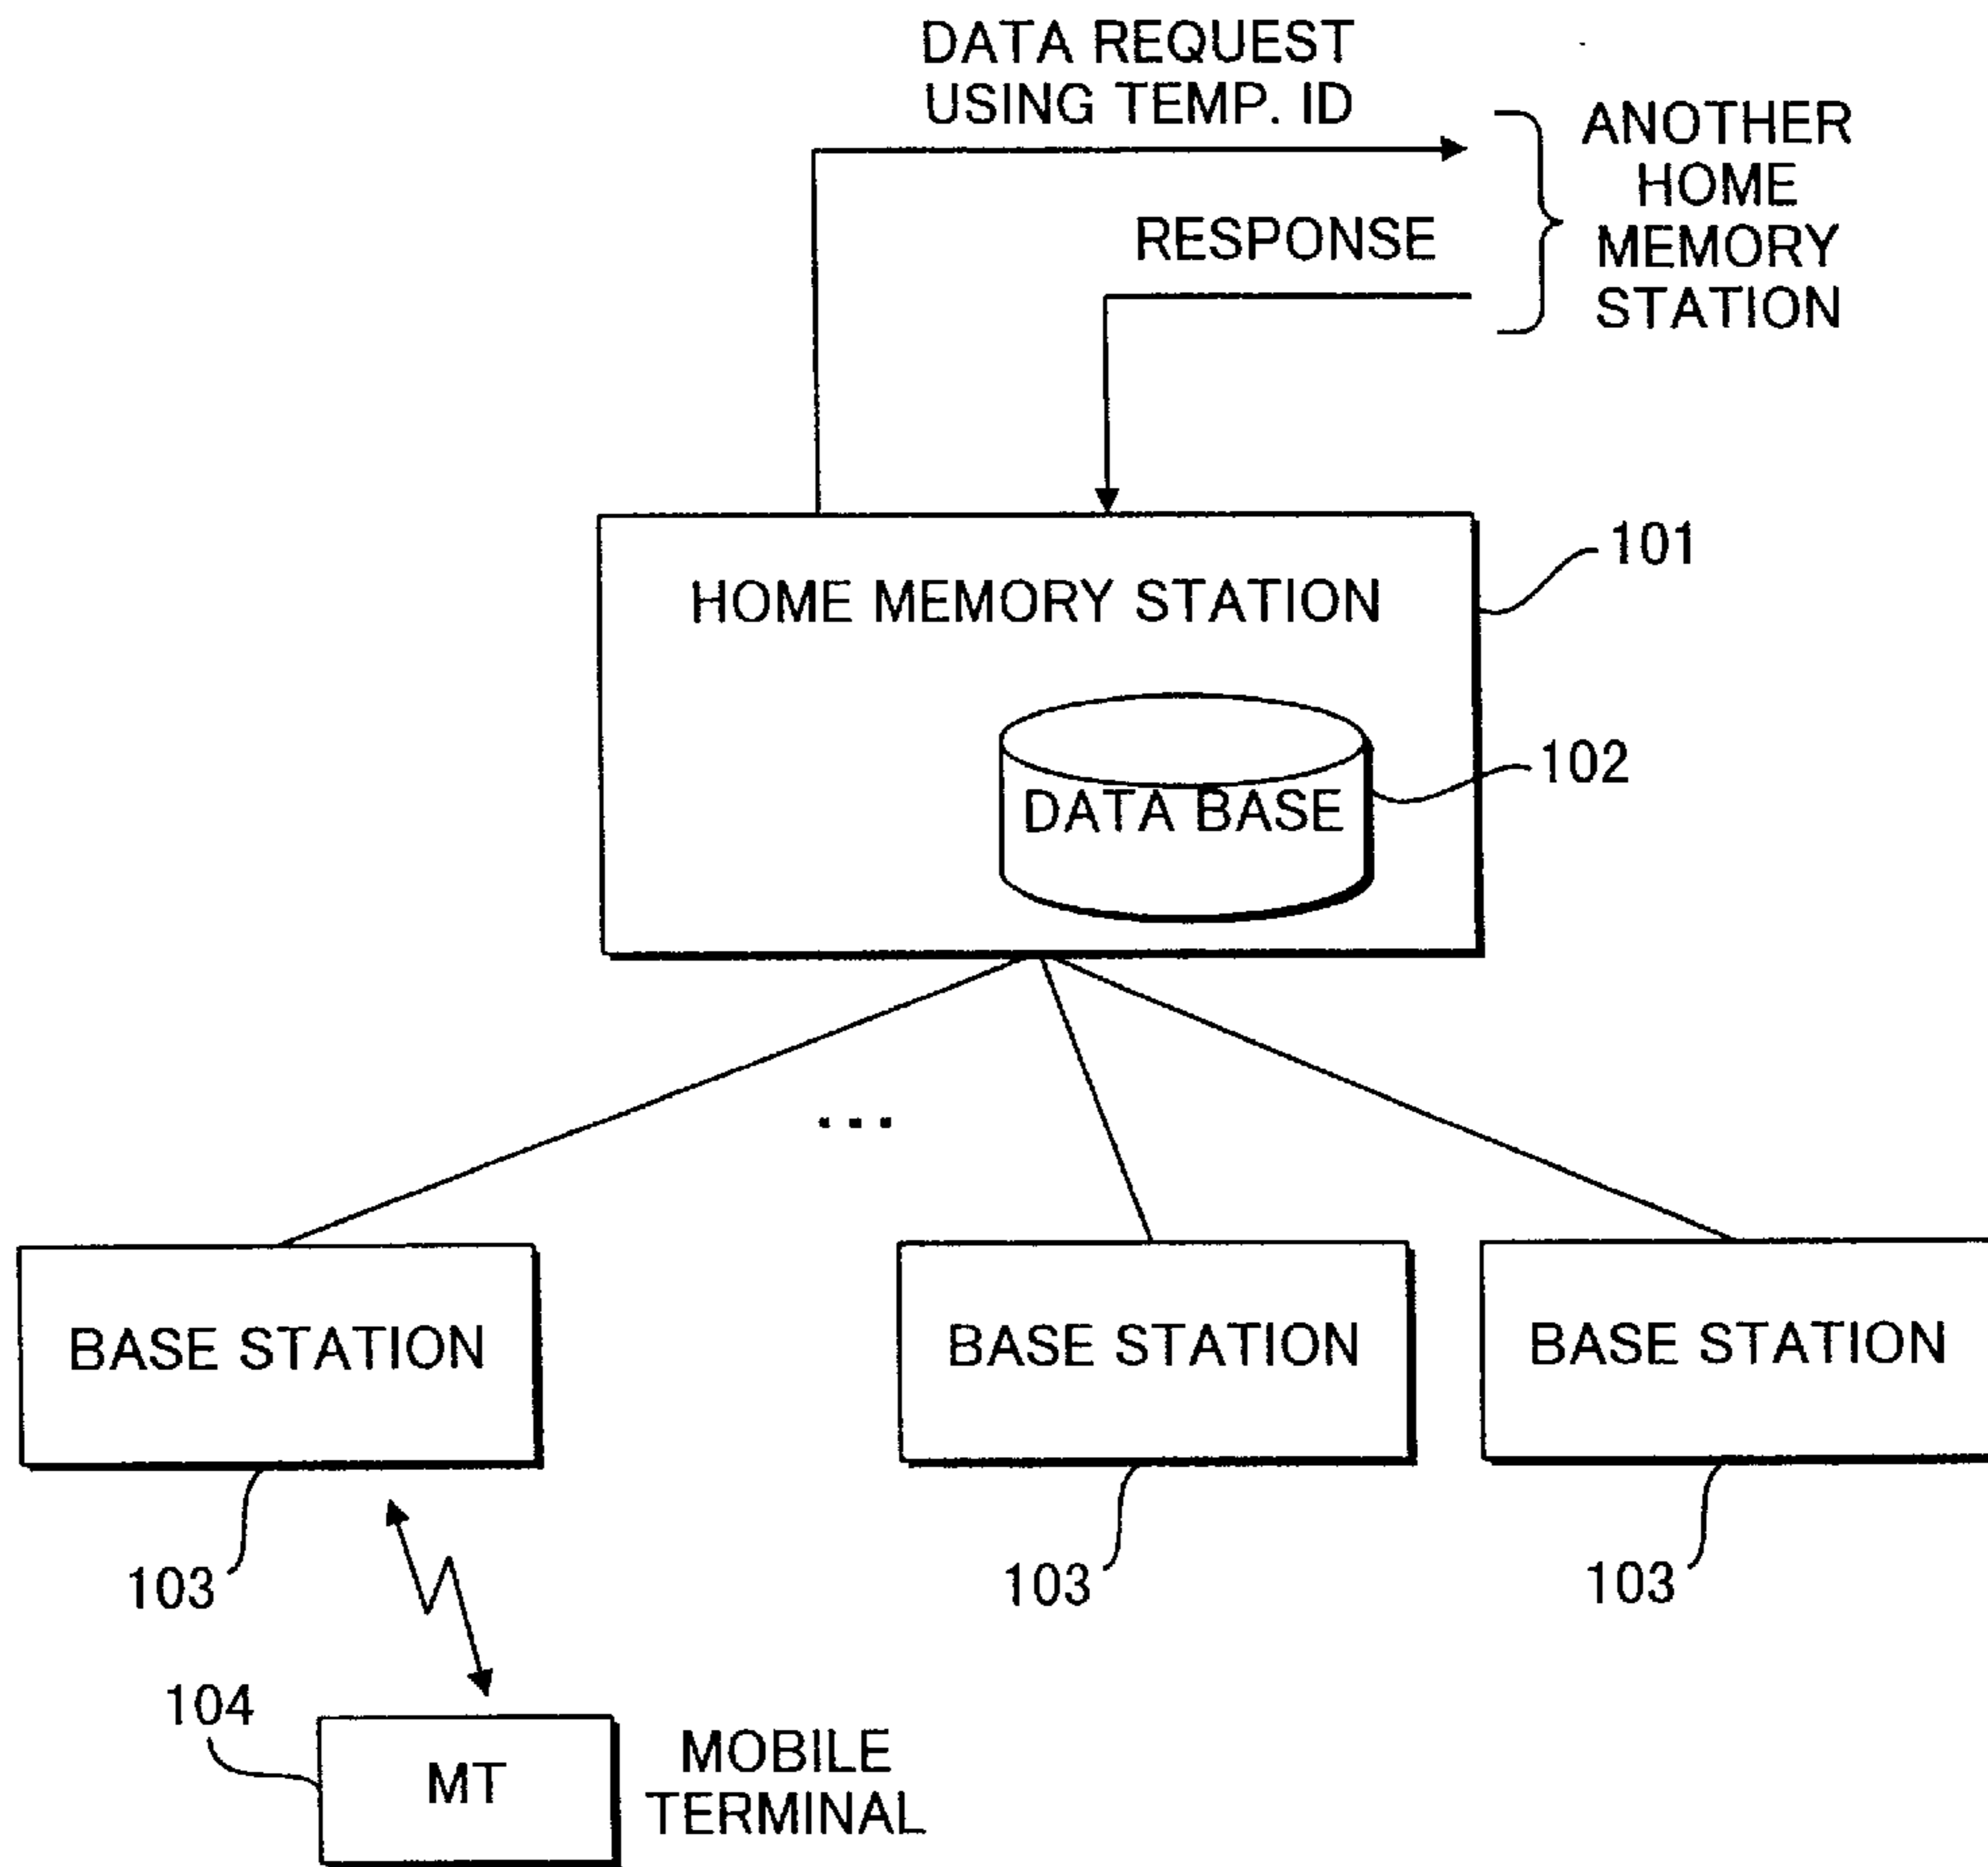 DATA REQUEST
USING TEMP. ID
ANOTHER
HOME
MEMORY
STATION
RESPONSE
101
HOME MEMORY STATION
102
DATA BASE
...
BASE STATION
BASE STATION
BASE STATION
103
103
103
104
MT
MOBILE
TERMINAL